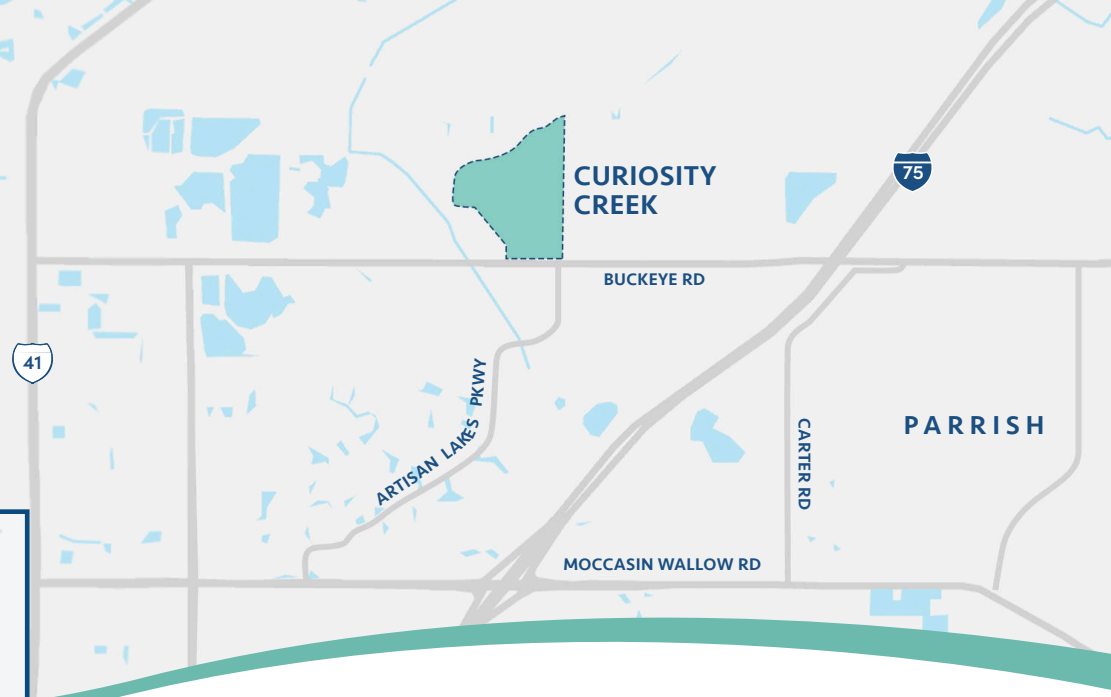 CURIOSITY
CREEK
75
BUCKEYE RD
41
ARTISAN LAKES PKWY
CARTER RD
PARRISH
MOCCASIN WALLOW RD